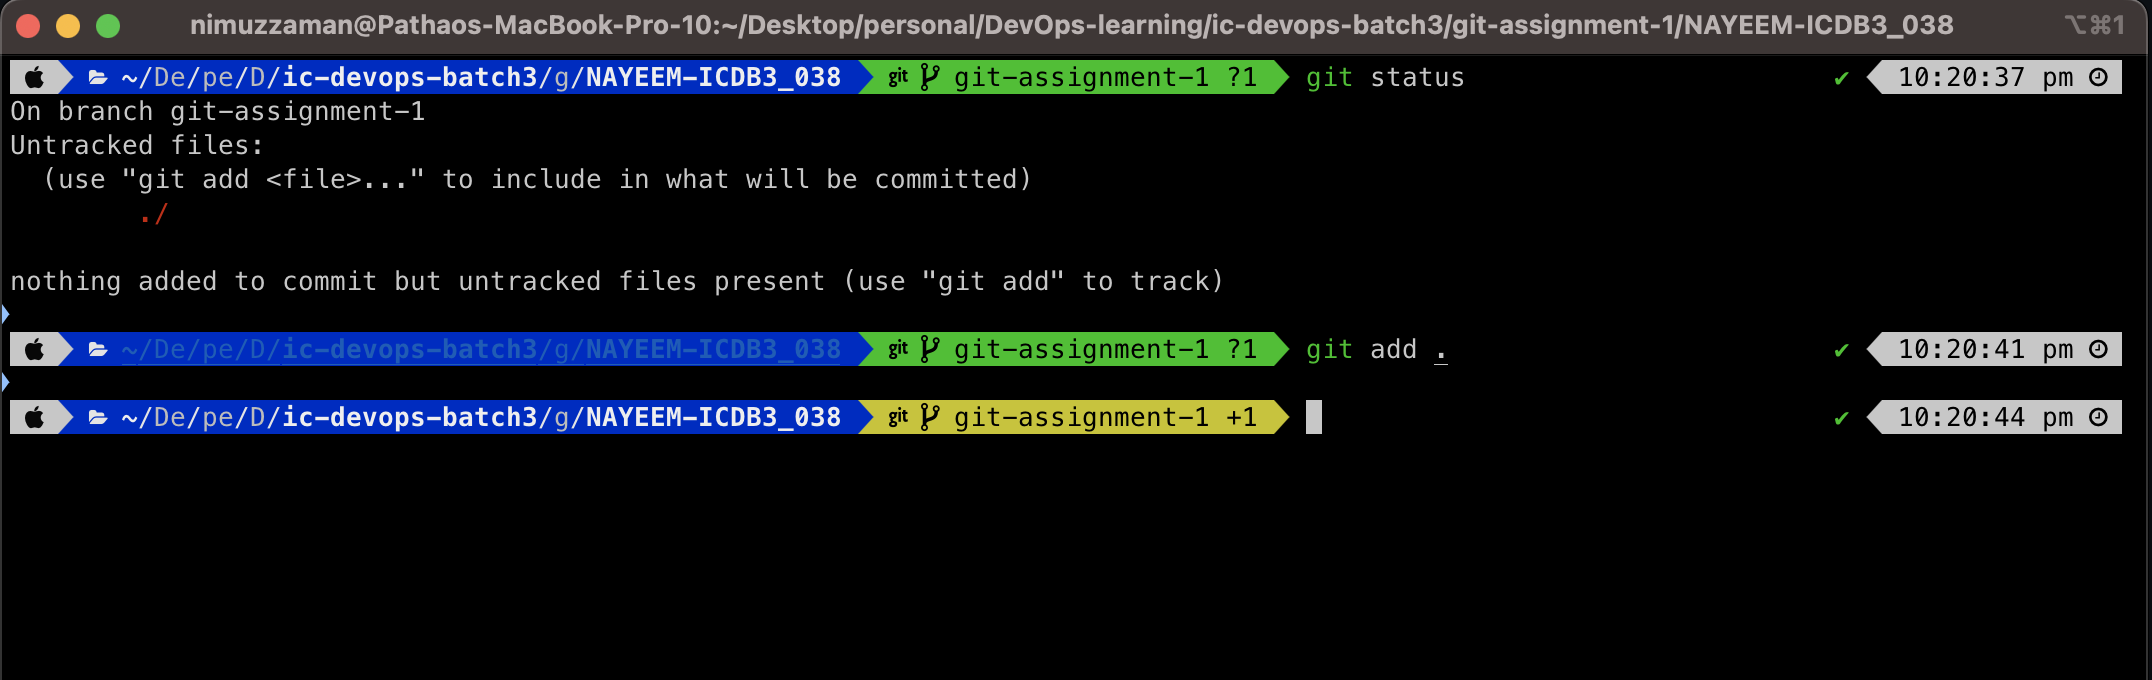 nimuzzaman@Pathaos-MacBook-Pro-10:~/Desktop/personal/DevOps-learning/ic-devops-batch3/git-assignment-1/NAYEEM-ICDB3_038 ⌥⌘1
~/De/pe/D/ic-devops-batch3/g/NAYEEM-ICDB3_038 git git-assignment-1 ?1 git status ✔ 10:20:37 pm
On branch git-assignment-1
Untracked files:
(use "git add <file>..." to include in what will be committed)
./
nothing added to commit but untracked files present (use "git add" to track)
~/De/pe/D/ic-devops-batch3/g/NAYEEM-ICDB3_038 git git-assignment-1 ?1 git add . ✔ 10:20:41 pm
~/De/pe/D/ic-devops-batch3/g/NAYEEM-ICDB3_038 git git-assignment-1 +1 ✔ 10:20:44 pm